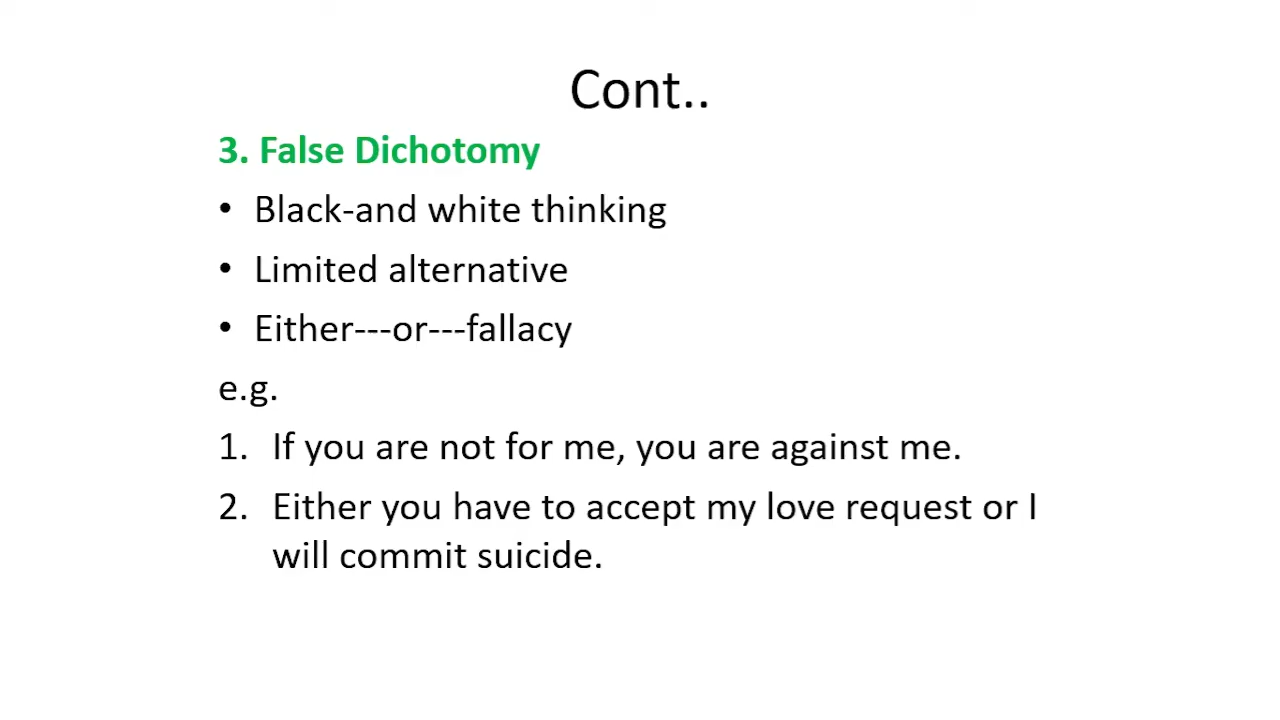 Cont..
3. False Dichotomy
• Black-and white thinking
• Limited alternative
• Either---or---fallacy
e.g.
1. If you are not for me, you are against me.
2. Either you have to accept my love request or I
will commit suicide.